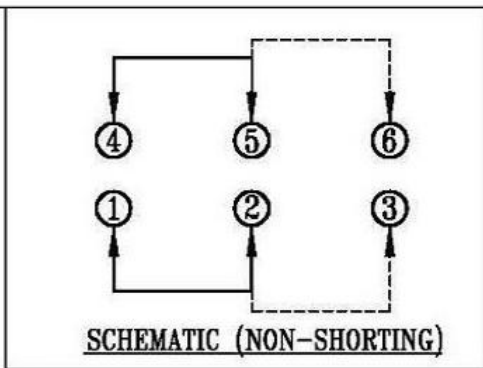 ④ ⑤ ⑥
① ② ③
SCHEMATIC (NON-SHORTING)